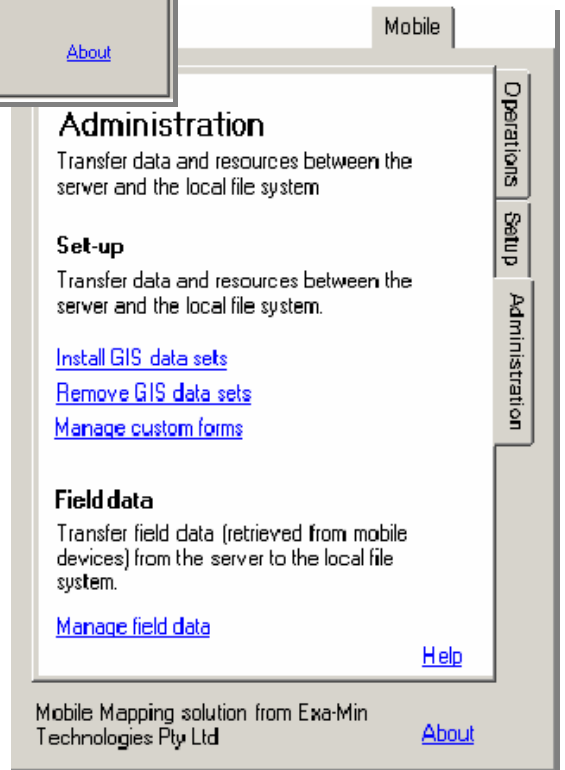 About
Mobile
Operations
Setup
Administration
Administration
Transfer data and resources between the
server and the local file system
Set-up
Transfer data and resources between the
server and the local file system.
Install GIS data sets
Remove GIS data sets
Manage custom forms
Field data
Transfer field data (retrieved from mobile
devices) from the server to the local file
system.
Manage field data
Help
Mobile Mapping solution from Exa-Min
Technologies Pty Ltd
About